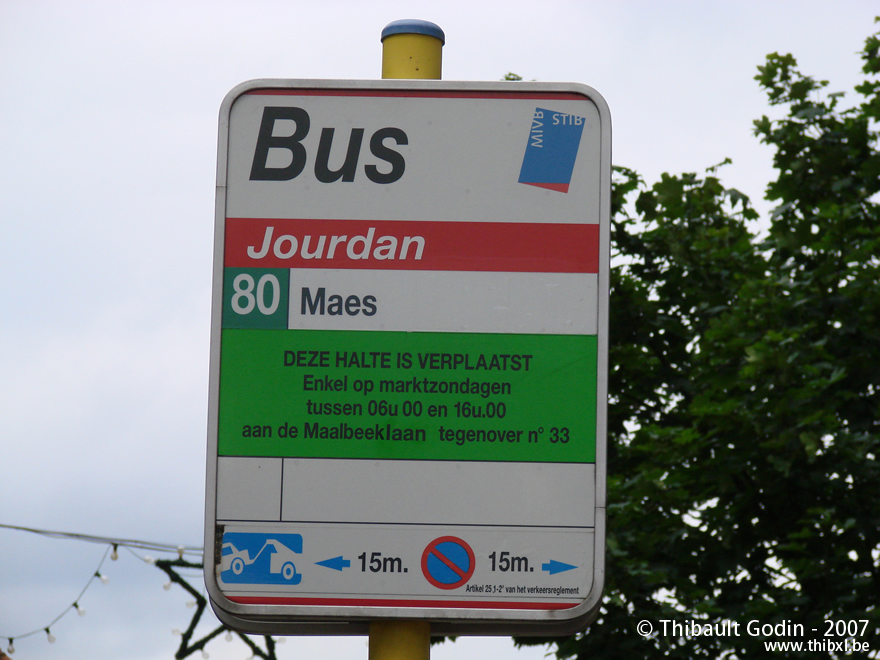 Bus
MIVB STIB
Jourdan
80 Maes
DEZE HALTE IS VERPLAATST
Enkel op marktzondagen
tussen 06u 00 en 16u.00
aan de Maalbeeklaan tegenover n° 33
15m. 15m.
Artikel 25,1-2° van het verkeersreglement
© Thibault Godin - 2007
www.thibxl.be